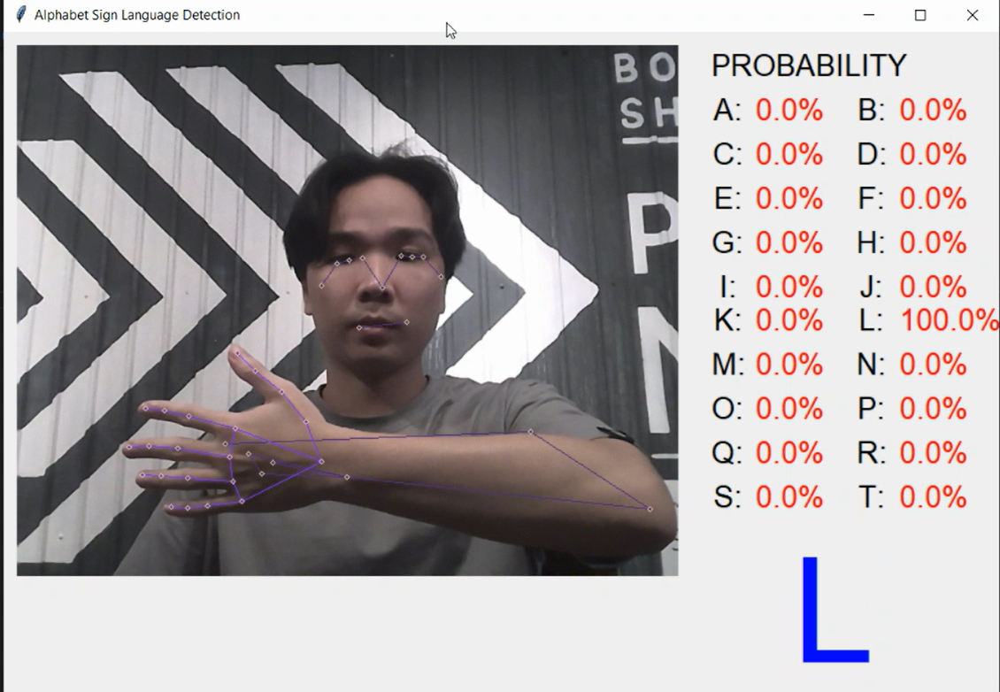 Alphabet Sign Language Detection
BO
SH
P
N
PROBABILITY
A: 0.0% B: 0.0%
C: 0.0% D: 0.0%
E: 0.0% F: 0.0%
G: 0.0% H: 0.0%
I: 0.0% J: 0.0%
K: 0.0% L: 100.0%
M: 0.0% N: 0.0%
O: 0.0% P: 0.0%
Q: 0.0% R: 0.0%
S: 0.0% T: 0.0%
L